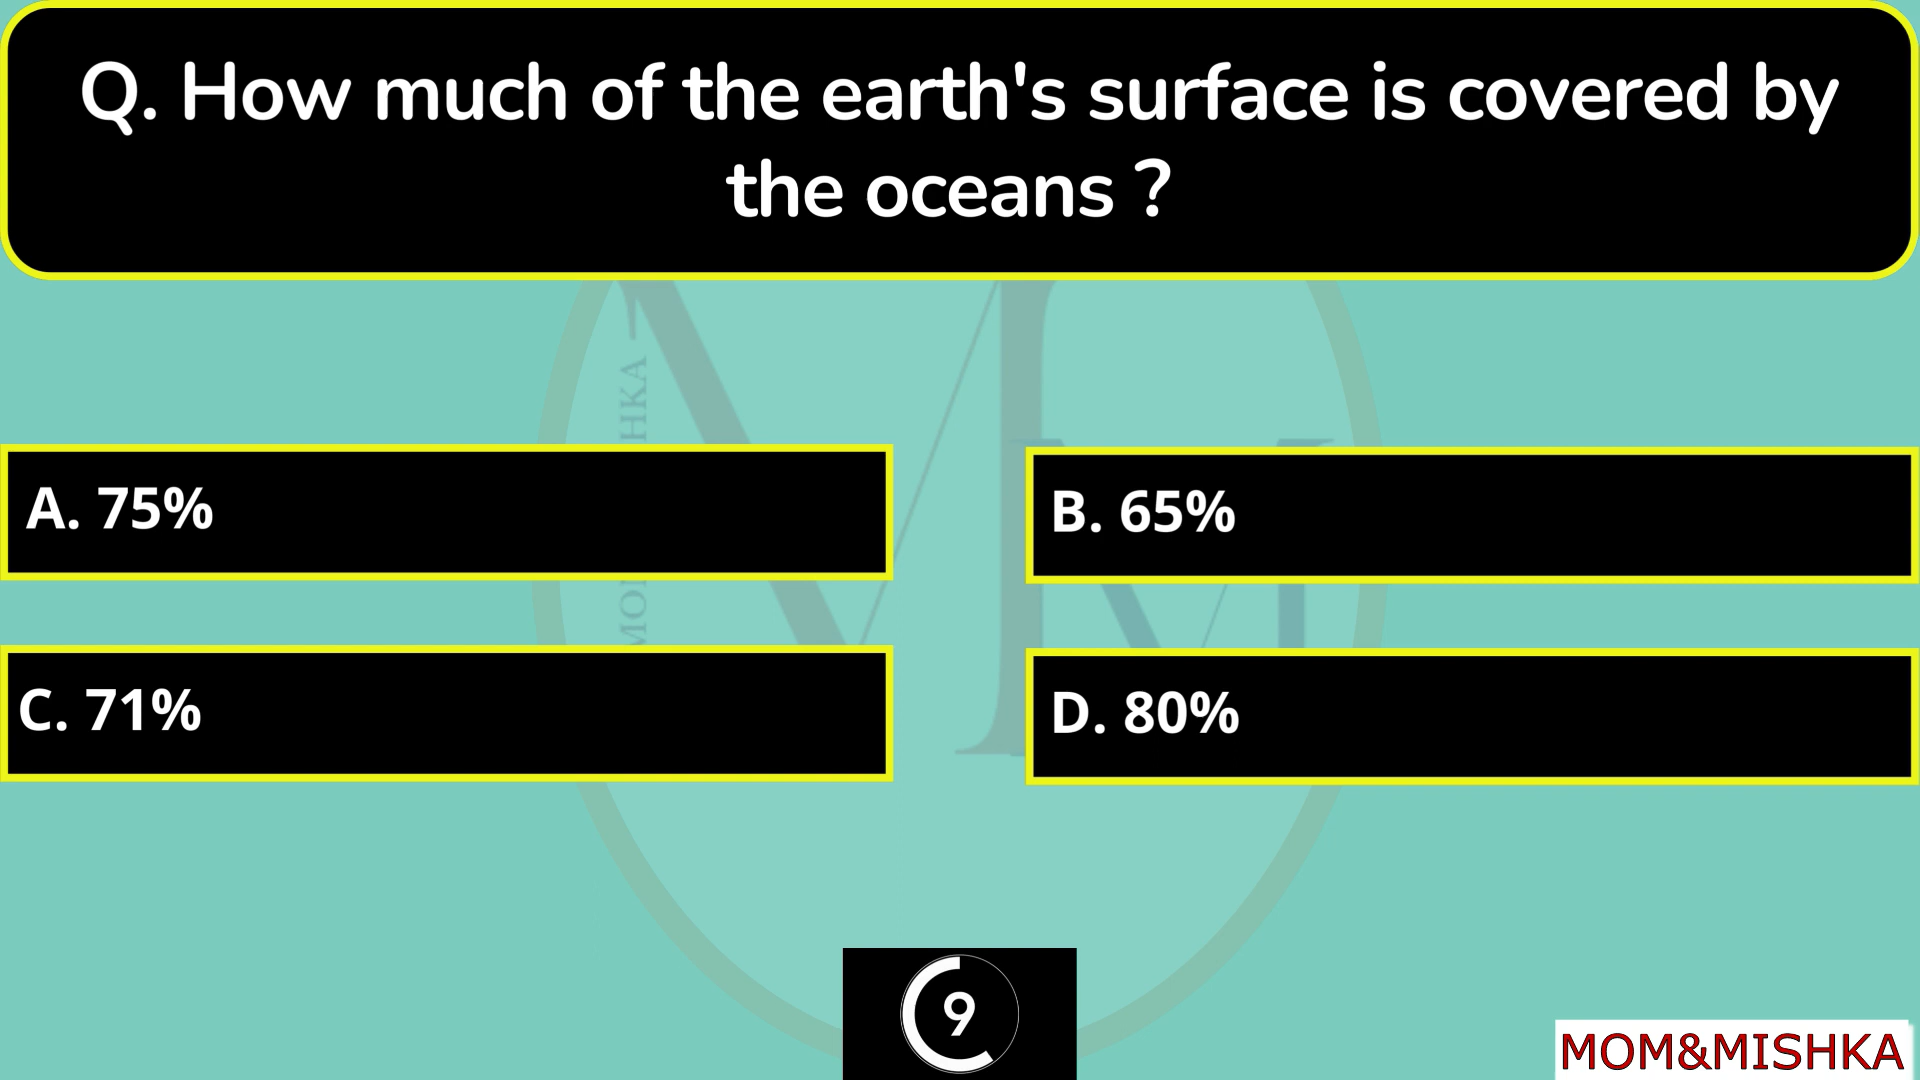 Q. How much of the earth's surface is covered by
the oceans ?
A. 75%
B. 65%
C. 71%
D. 80%
9
MOM&MISHKA